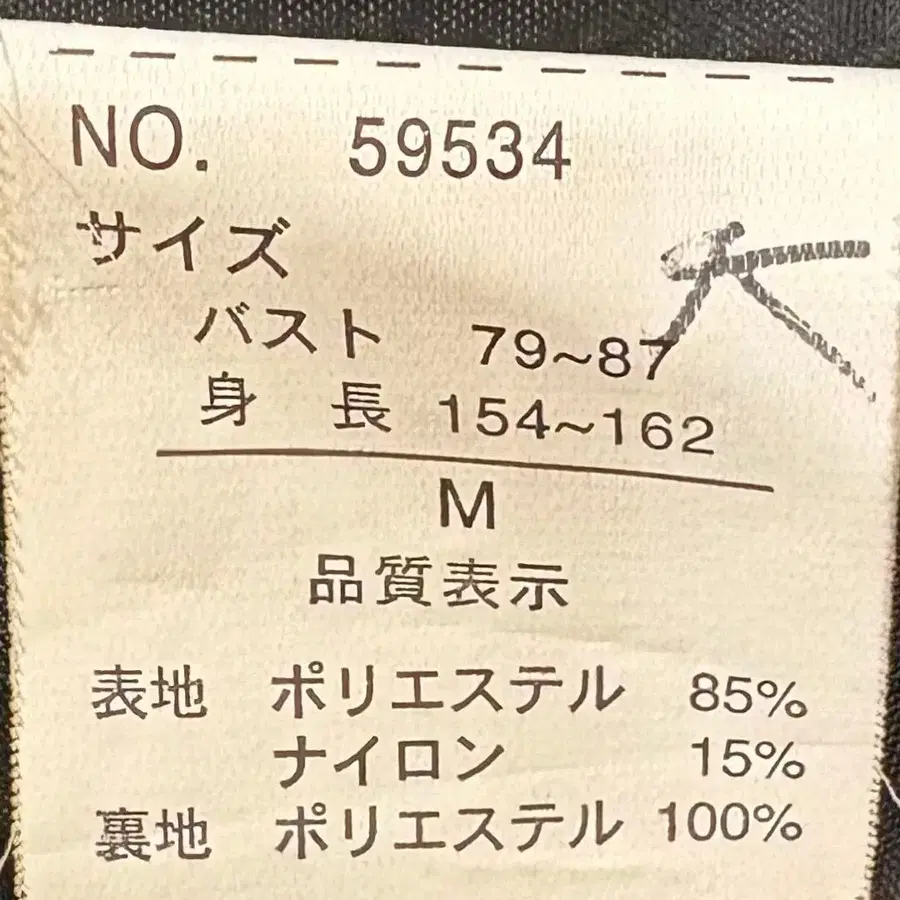 NO. 59534
サイズ
バスト 79~87
身長 154~162
M
品質表示
表地 ポリエステル 85%
ナイロン 15%
裏地 ポリエステル 100%